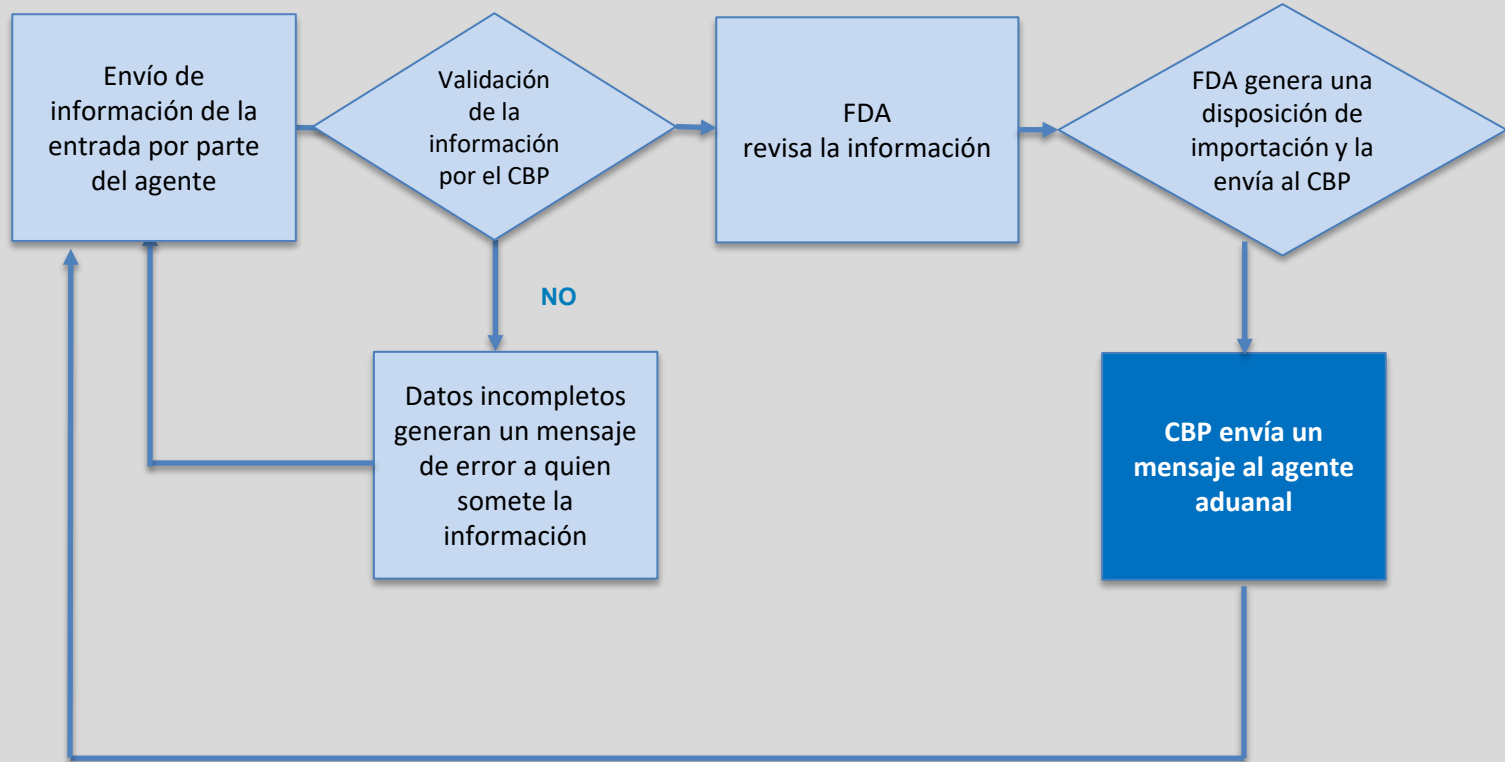 Envío de
información de la
entrada por parte
del agente
Validación
de la
información
por el CBP
FDA
revisa la información
FDA genera una
disposición de
importación y la
envía al CBP
NO
Datos incompletos
generan un mensaje
de error a quien
somete la
información
CBP envía un
mensaje al agente
aduanal